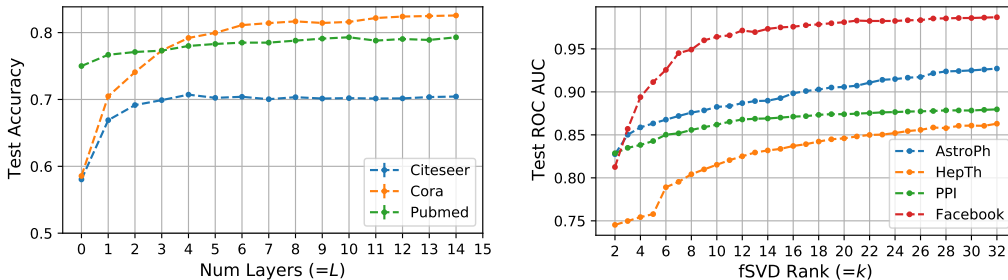 0.8
0.7
0.6
0.5
Test Accuracy
Citeseer
Cora
Pubmed
0 1 2 3 4 5 6 7 8 9 10 11 12 13 14 15
Num Layers (=L)
0.95
0.90
0.85
0.80
0.75
Test ROC AUC
AstroPh
HepTh
PPI
Facebook
2 4 6 8 10 12 14 16 18 20 22 24 26 28 30 32
fSVD Rank (=k)